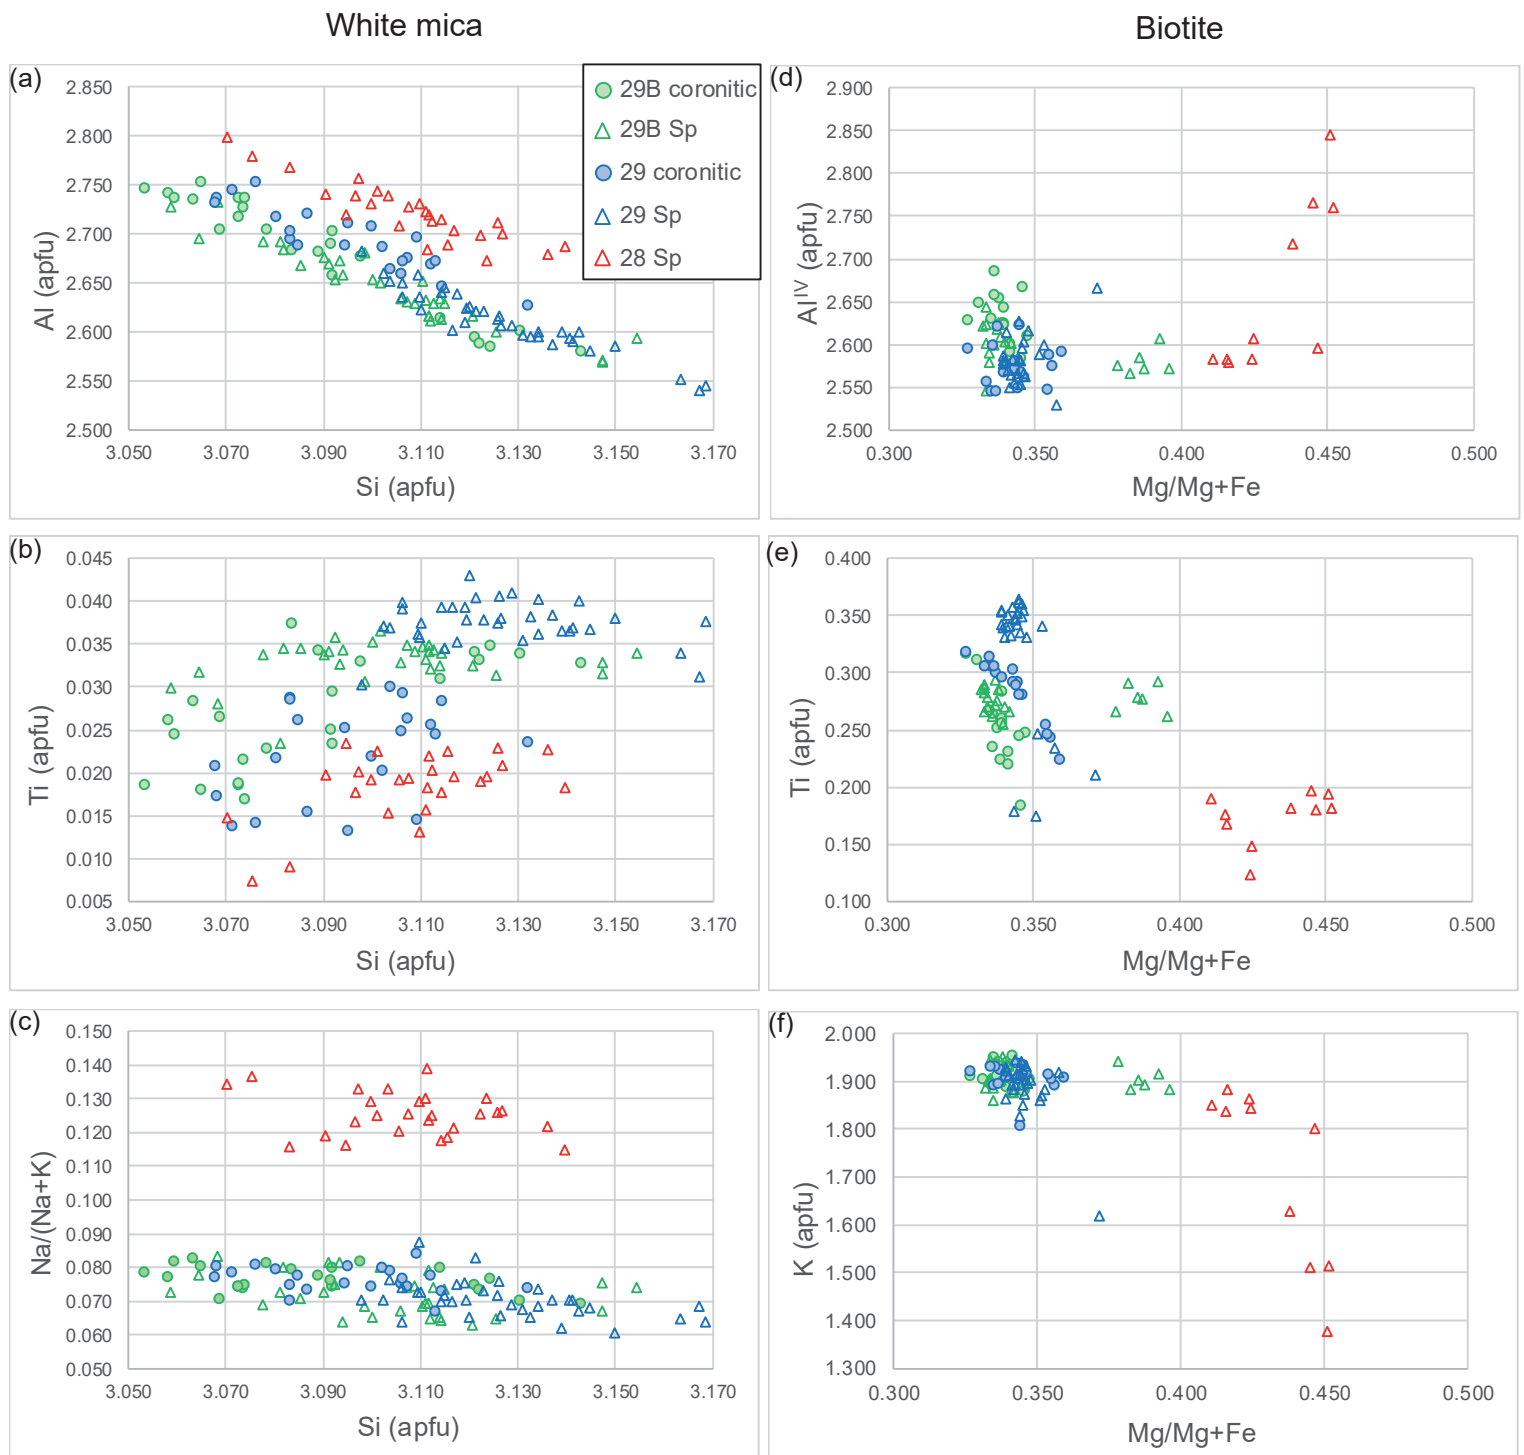 White mica
Biotite
(a)
2.850
2.800
2.750
2.700
2.650
2.600
2.550
2.500
Al (apfu)
3.050 3.070 3.090 3.110 3.130 3.150 3.170
Si (apfu)
29B coronitic
29B Sp
29 coronitic
29 Sp
28 Sp
(d)
2.900
2.850
2.800
2.750
2.700
2.650
2.600
2.550
2.500
Al^IV (apfu)
0.300 0.350 0.400 0.450 0.500
Mg/Mg+Fe
(b)
0.045
0.040
0.035
0.030
0.025
0.020
0.015
0.010
0.005
Ti (apfu)
3.050 3.070 3.090 3.110 3.130 3.150 3.170
Si (apfu)
(e)
0.400
0.350
0.300
0.250
0.200
0.150
0.100
Ti (apfu)
0.300 0.350 0.400 0.450 0.500
Mg/Mg+Fe
(c)
0.150
0.140
0.130
0.120
0.110
0.100
0.090
0.080
0.070
0.060
0.050
Na/(Na+K)
3.050 3.070 3.090 3.110 3.130 3.150 3.170
Si (apfu)
(f)
2.000
1.900
1.800
1.700
1.600
1.500
1.400
1.300
K (apfu)
0.300 0.350 0.400 0.450 0.500
Mg/Mg+Fe